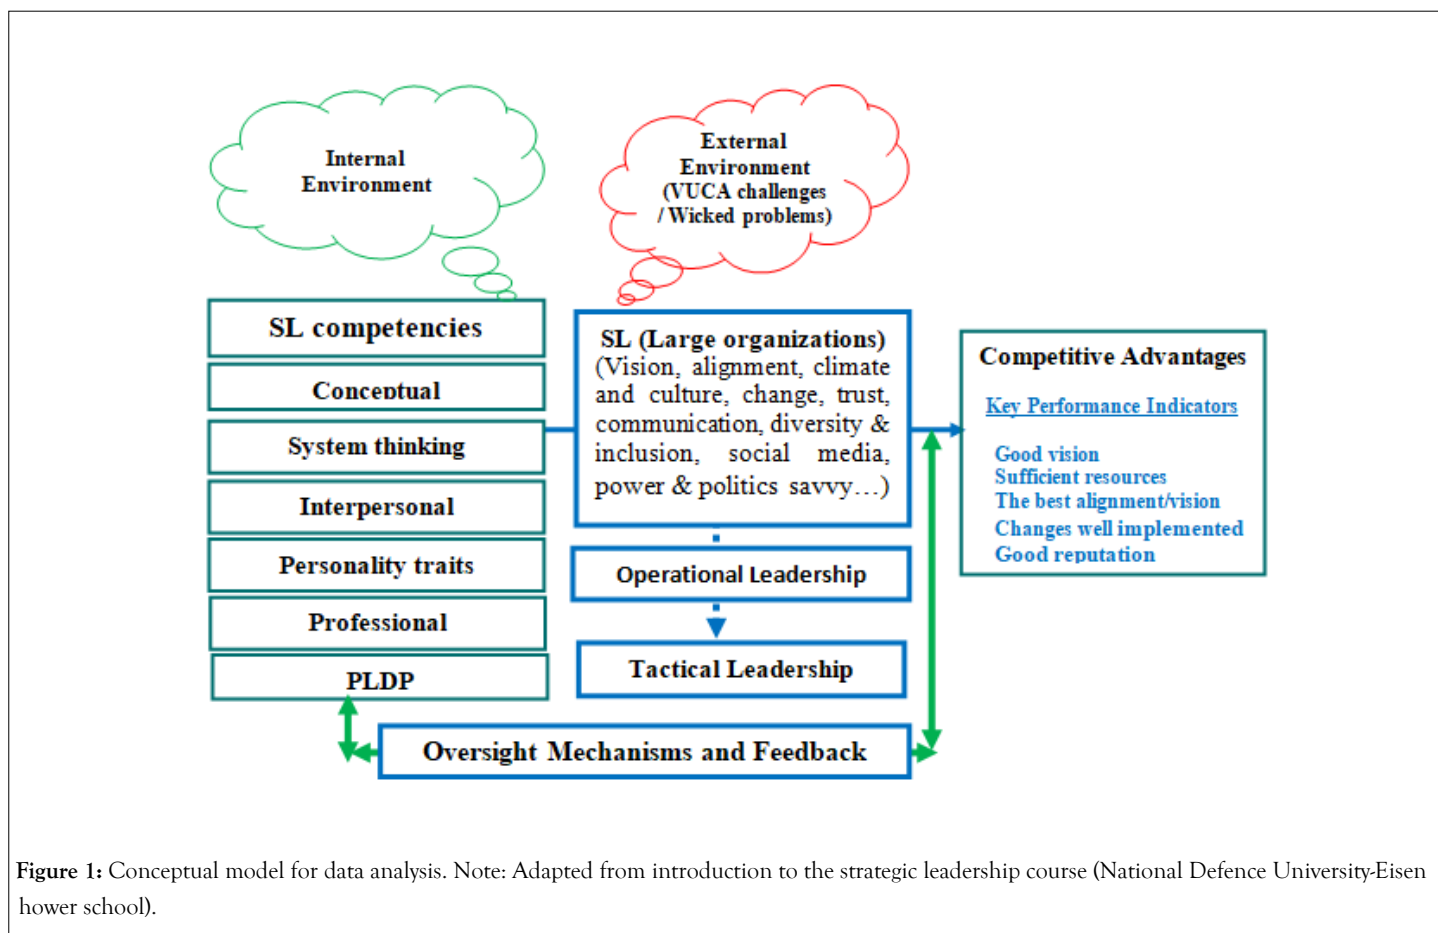 Internal
Environment
External
Environment
(VUCA challenges
/ Wicked problems)
SL competencies
Conceptual
System thinking
Interpersonal
Personality traits
Professional
PLDP
SL (Large organizations)
(Vision, alignment, climate
and culture, change, trust,
communication, diversity &
inclusion, social media,
power & politics savvy…)
Operational Leadership
Tactical Leadership
Oversight Mechanisms and Feedback
Competitive Advantages
Key Performance Indicators
Good vision
Sufficient resources
The best alignment/vision
Changes well implemented
Good reputation
Figure 1: Conceptual model for data analysis. Note: Adapted from introduction to the strategic leadership course (National Defence University-Eisen
hower school).